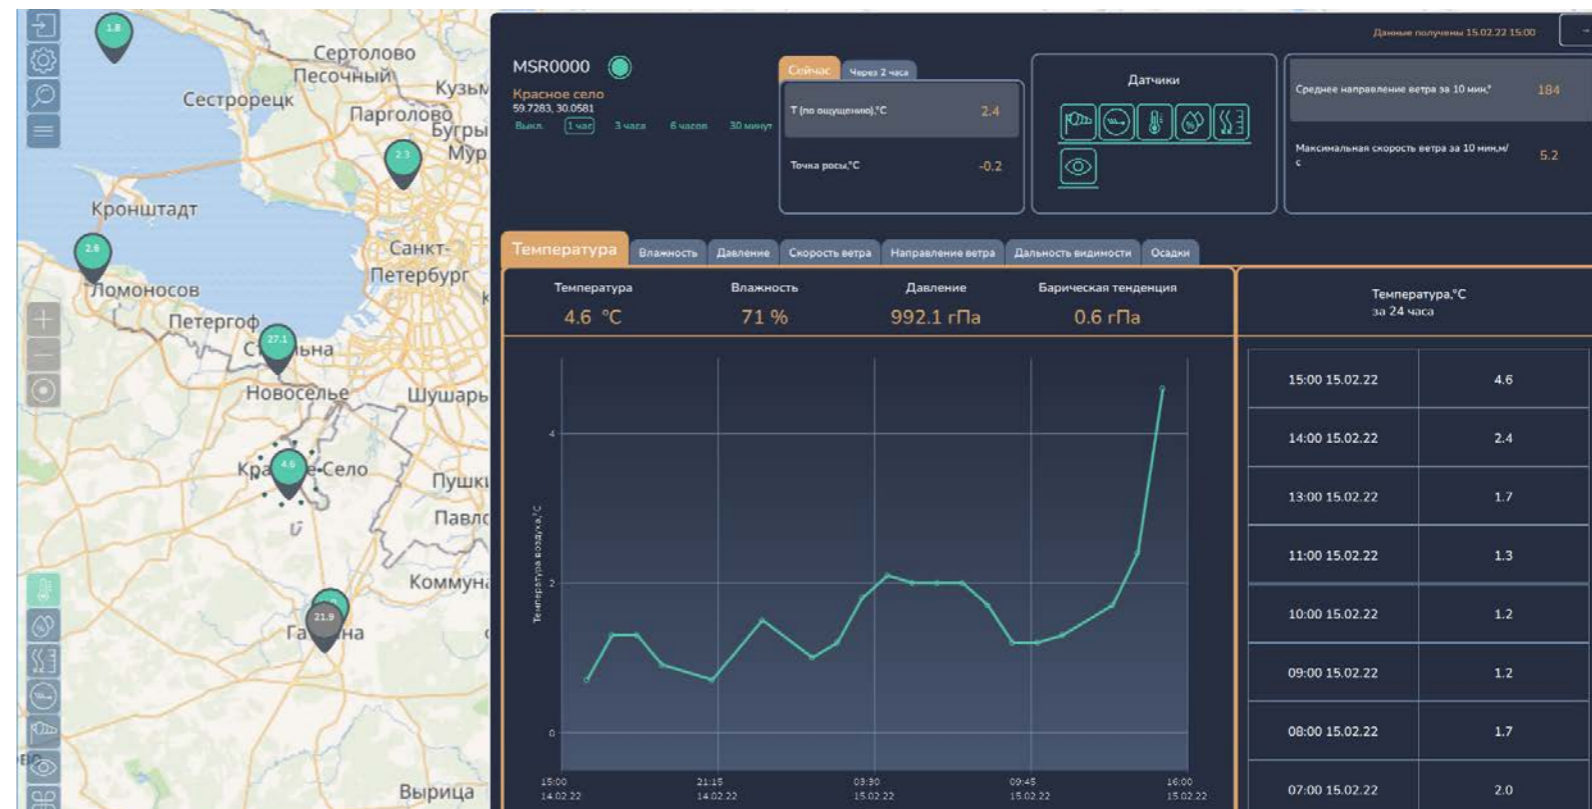 1.8
Сертолово
Песочный
Сестрорецк
Парголово
Бугры
2.3
Кронштадт
2.6
Санкт-
Петербург
Ломоносов
Петергоф
27.1
Новоселье
4.6
21.9
Вырица
Данные получены 15.02.22 15:00
MSR0000
Красное село
59.7283, 30.0581
Выкл. 1 час 3 часа 6 часов 30 минут
Сейчас Через 2 часа
Т (по ощущению),°C 2.4
Точка росы,°C -0.2
Датчики
Среднее направление ветра за 10 мин,° 184
Максимальная скорость ветра за 10 мин,м/
с 5.2
Температура Влажность Давление Скорость ветра Направление ветра Дальность видимости Осадки
Температура Влажность Давление Барическая тенденция
4.6 °C 71 % 992.1 гПа 0.6 гПа
Температура воздуха,°C
4
2
0
15:00 21:15 03:30 09:45 16:00
14.02.22 14.02.22 15.02.22 15.02.22 15.02.22
Температура,°C
за 24 часа
15:00 15.02.22 4.6
14:00 15.02.22 2.4
13:00 15.02.22 1.7
11:00 15.02.22 1.3
10:00 15.02.22 1.2
09:00 15.02.22 1.2
08:00 15.02.22 1.7
07:00 15.02.22 2.0